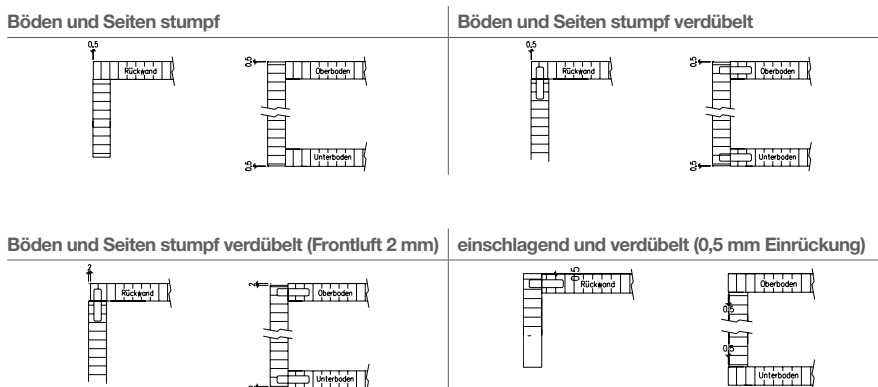 Böden und Seiten stumpf
0,5
Rückwand
0,5
Oberboden
Unterboden
0,5
Böden und Seiten stumpf verdübelt
0,5
Rückwand
0,5
Oberboden
Unterboden
0,5
Böden und Seiten stumpf verdübelt (Frontluft 2 mm)
2
Rückwand
2
Oberboden
Unterboden
2
einschlagend und verdübelt (0,5 mm Einrückung)
0,5
Rückwand
Oberboden
0,5
0,5
Unterboden